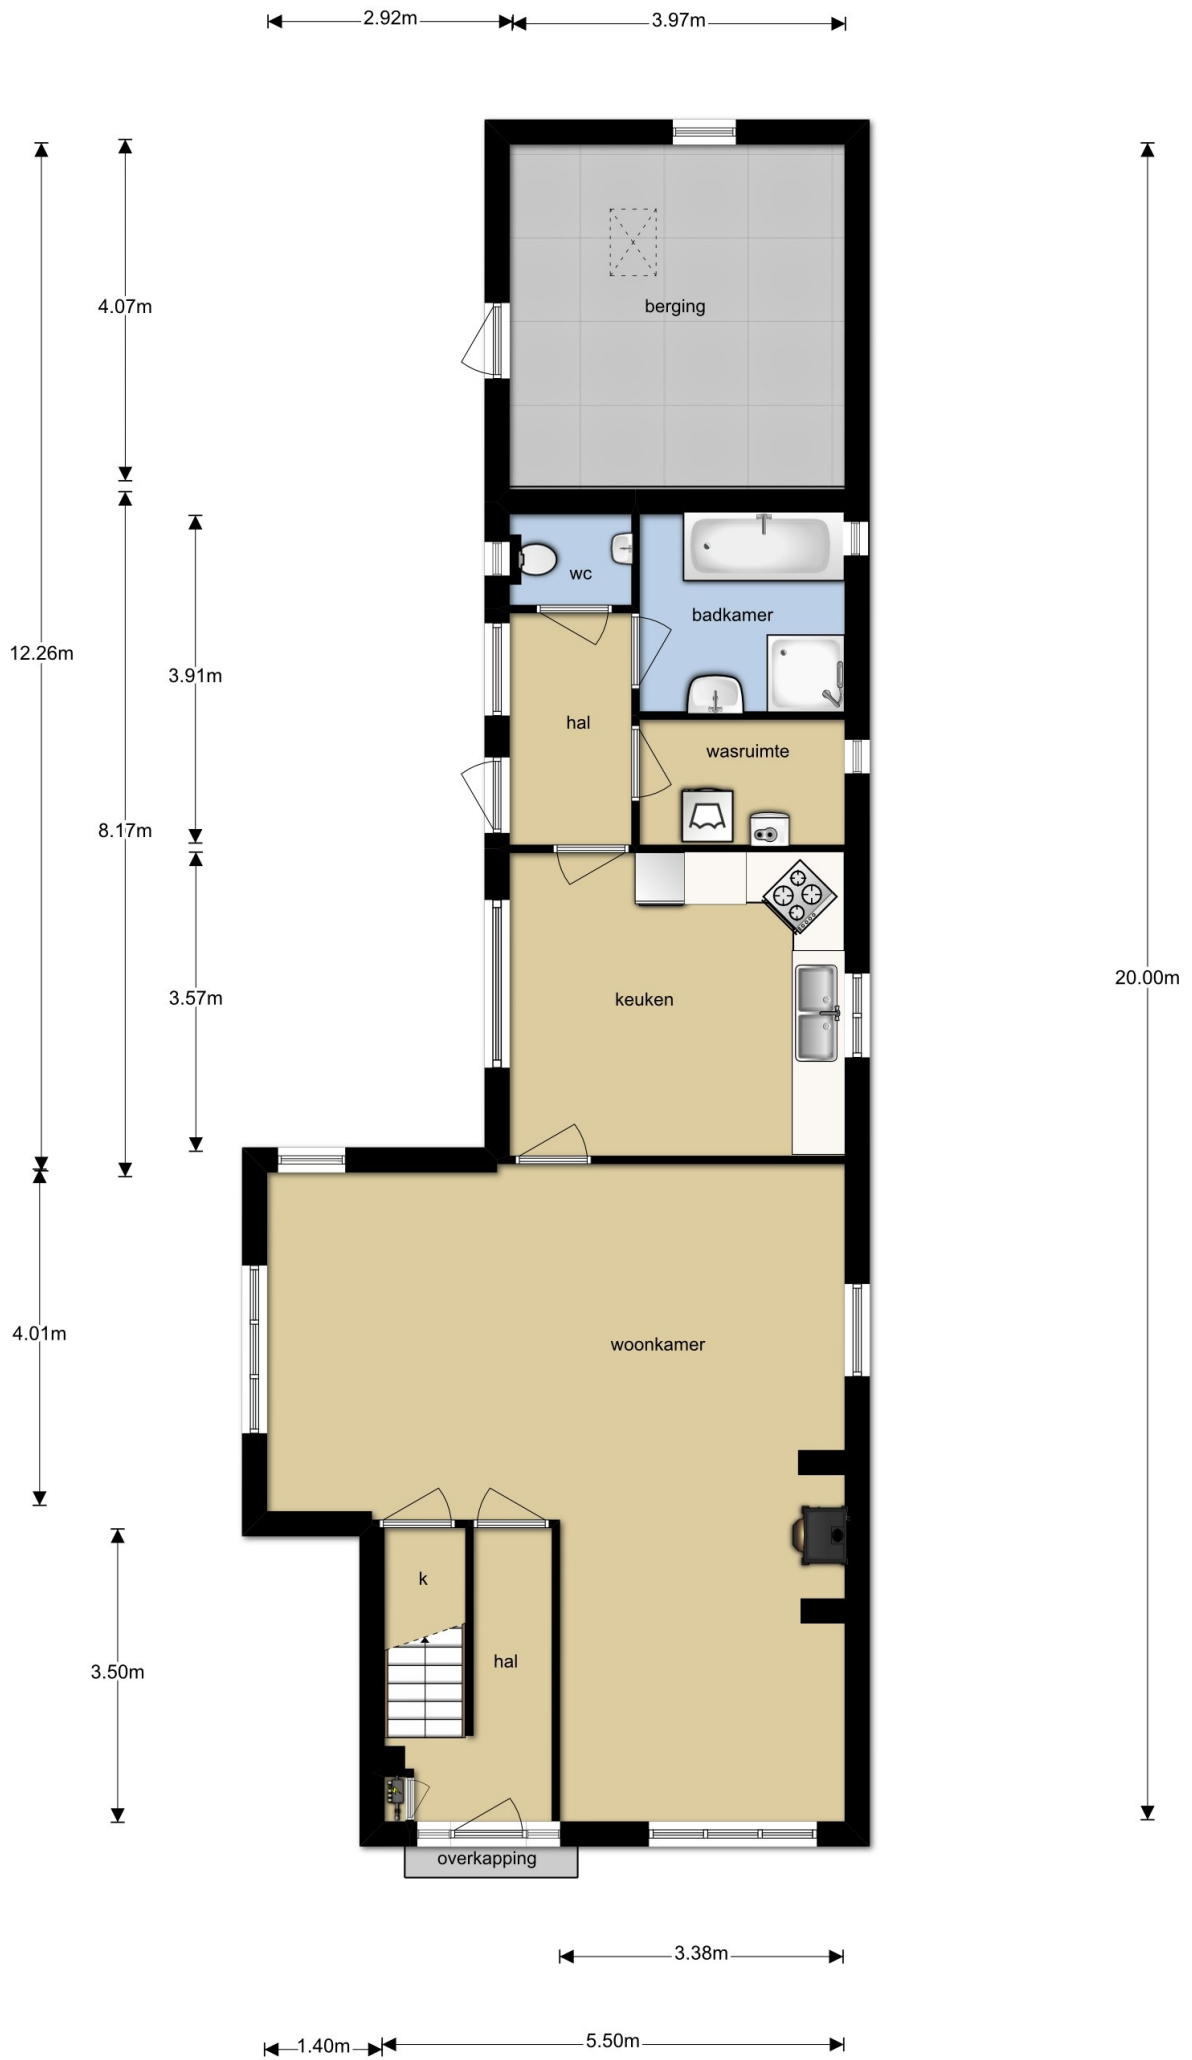 2.92m
3.97m
4.07m
berging
wc
badkamer
12.26m
3.91m
hal
wasruimte
8.17m
20.00m
3.57m
keuken
4.01m
woonkamer
k
3.50m
hal
overkapping
3.38m
1.40m
5.50m